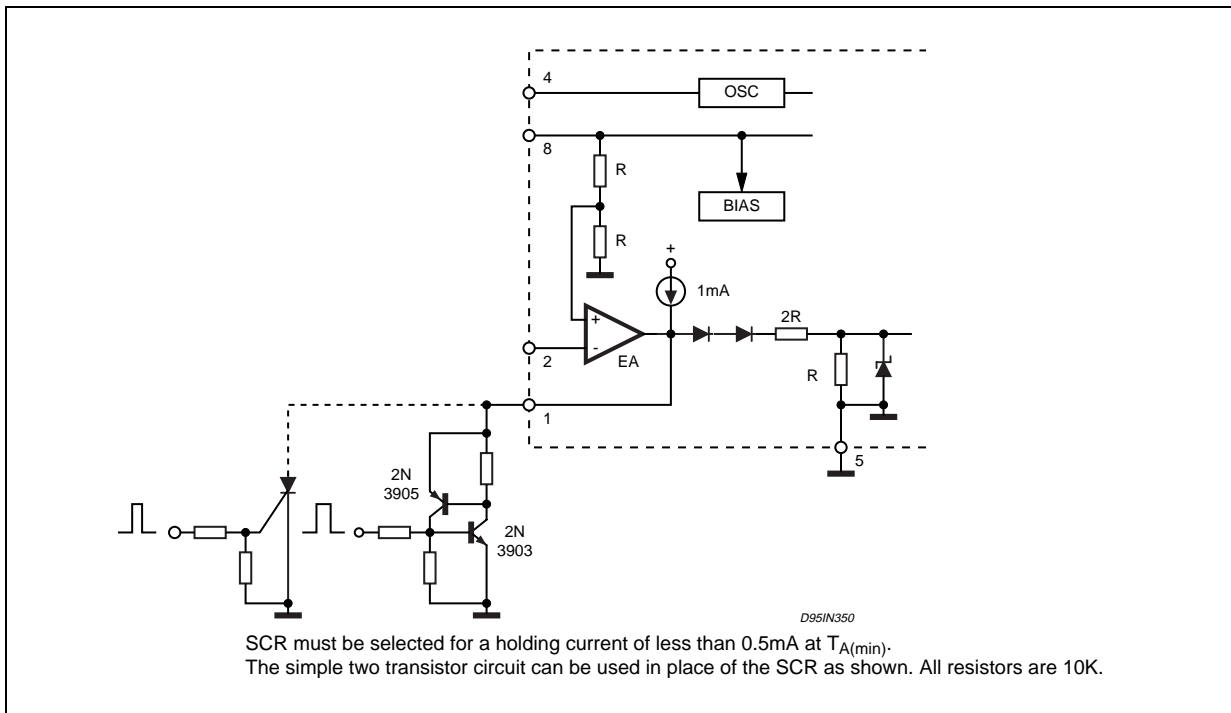 4
OSC
8
R
BIAS
R
+
1mA
2R
+
-
EA
2
R
1
5
2N
3905
2N
3903
D95IN350
SCR must be selected for a holding current of less than 0.5mA at TA(min).
The simple two transistor circuit can be used in place of the SCR as shown. All resistors are 10K.